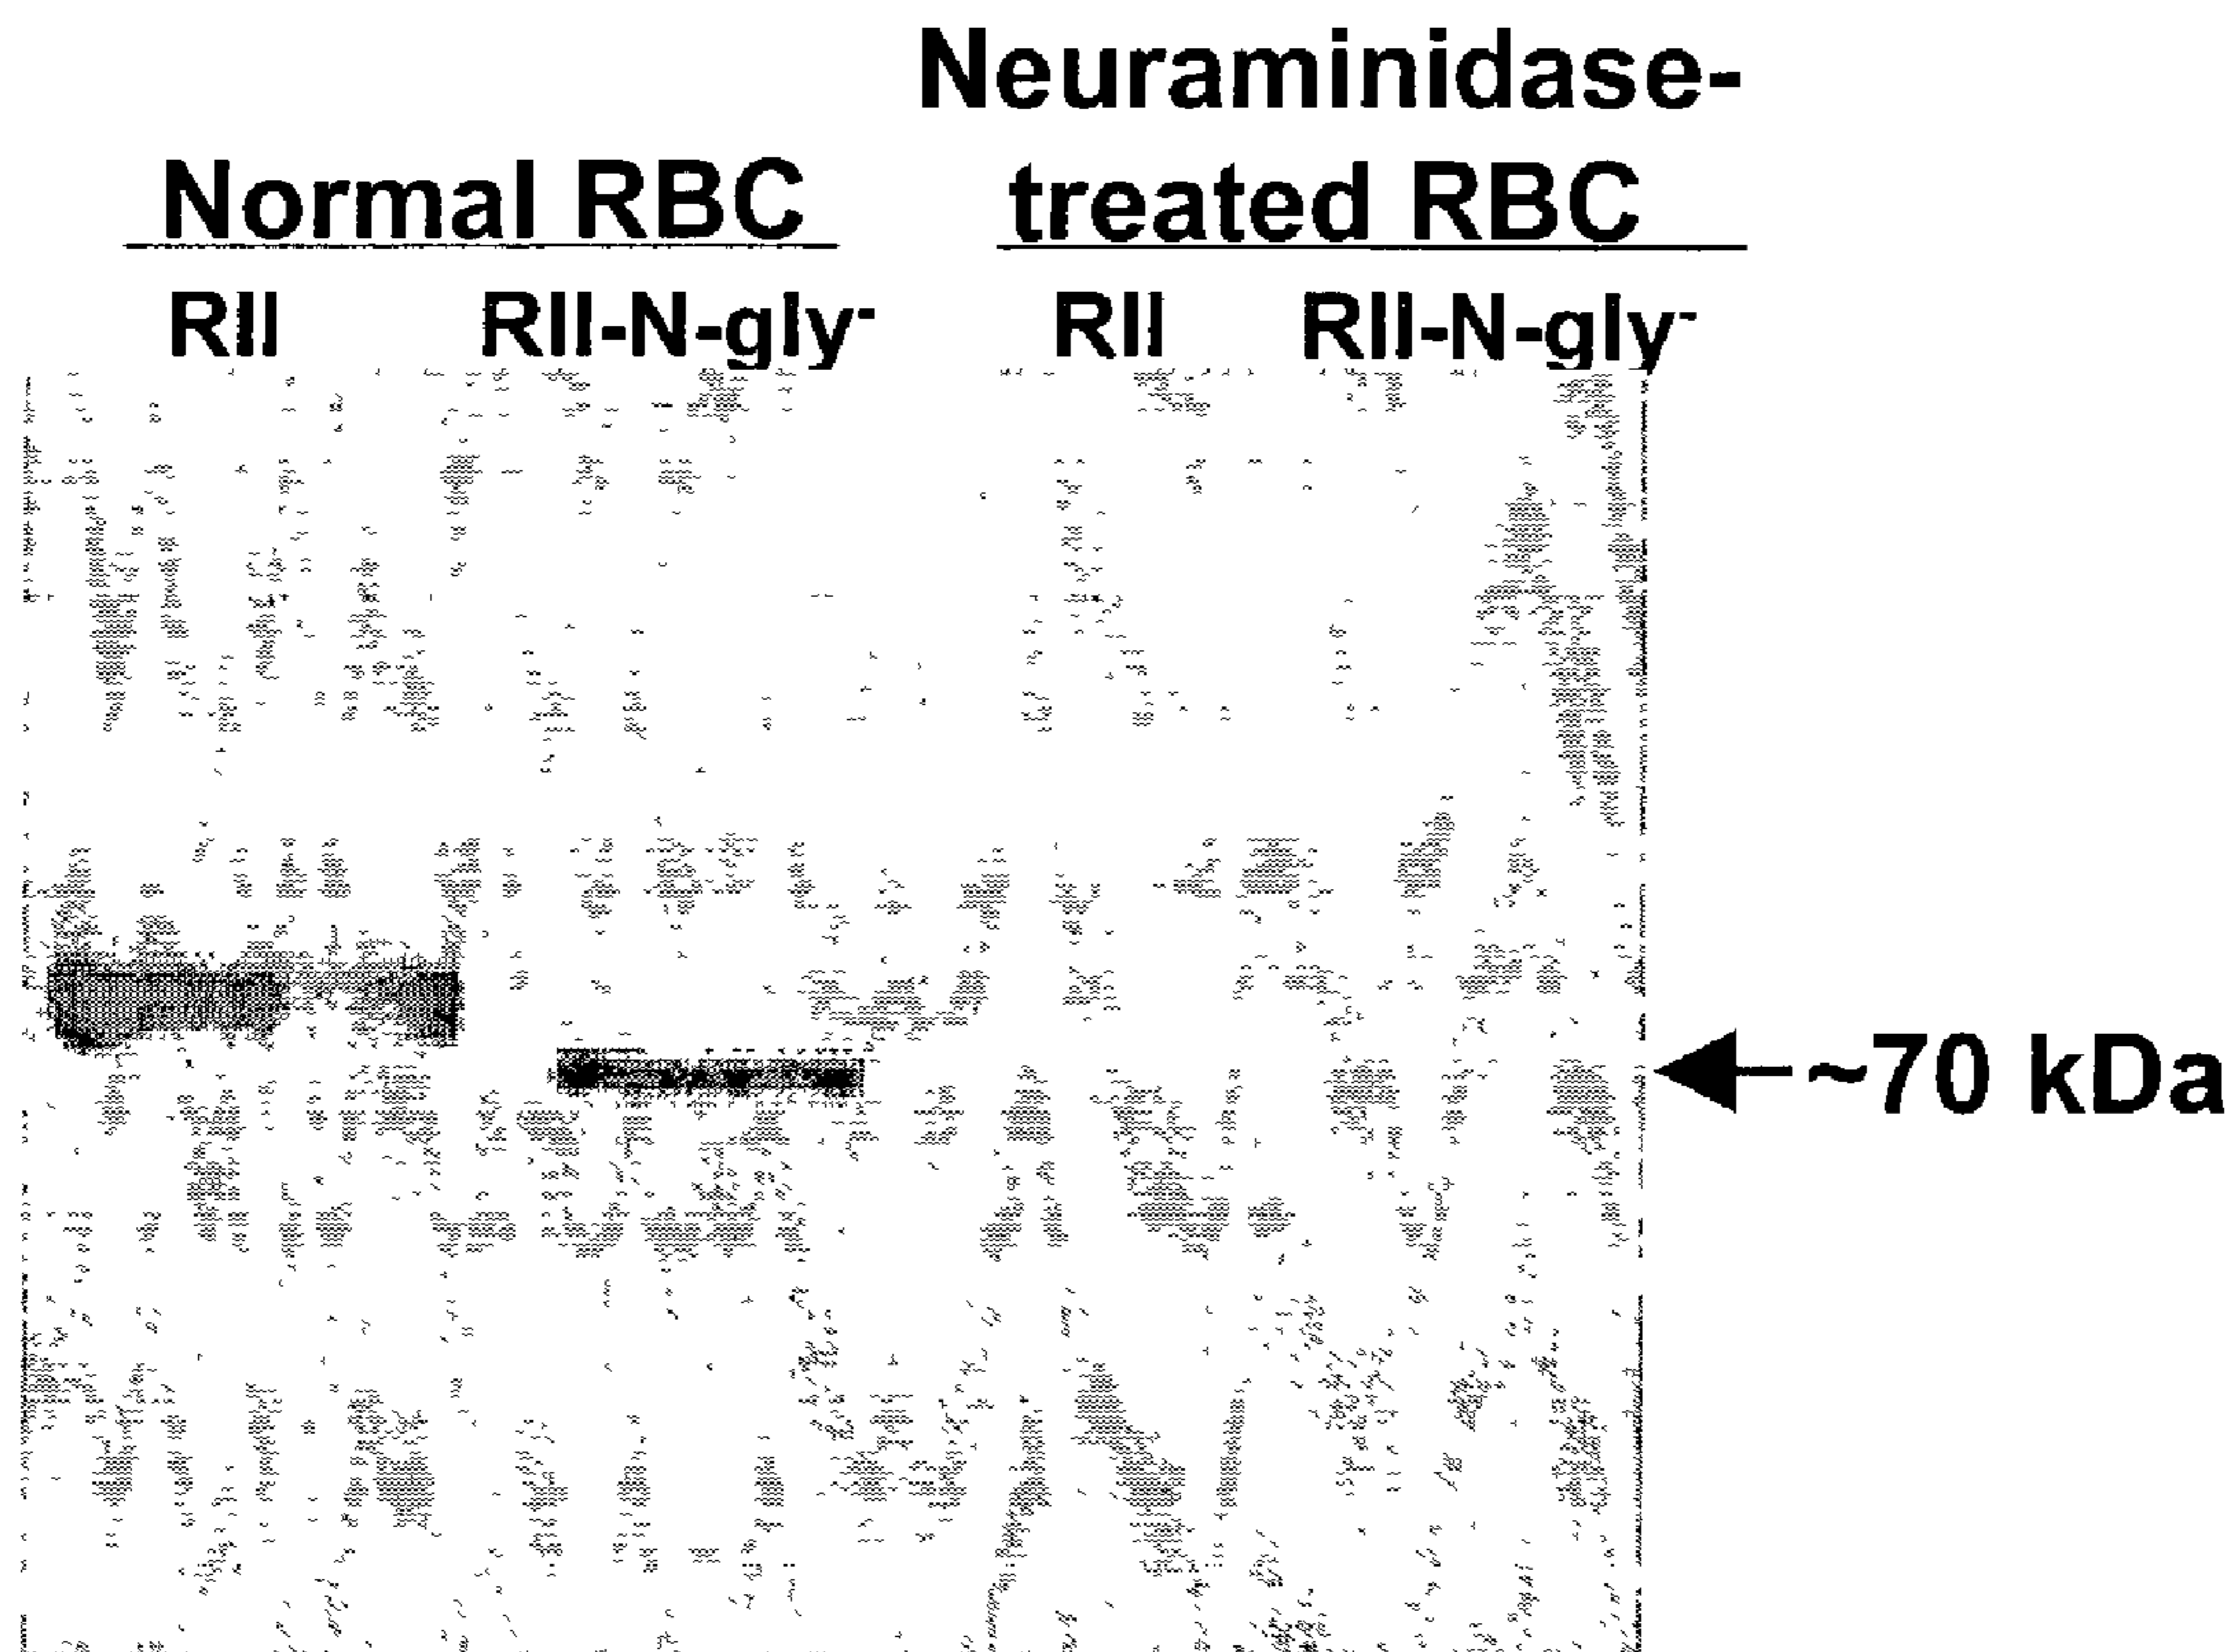 Neuraminidase-
Normal RBC treated RBC
RII RII-N-gly- RII RII-N-gly-
~70 kDa